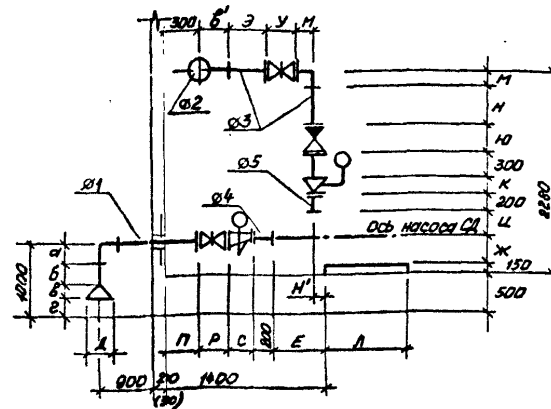 300 б' Э У М
М
ø2
Н
ø3
Ю
ø5
300
К
2280
200
ø1
ø4
Ц
ось насоса СД
а
Ж
1000
б
150
в
г
500
М'
Д
П Р С 200 Е Л
900 210 1400
(30)